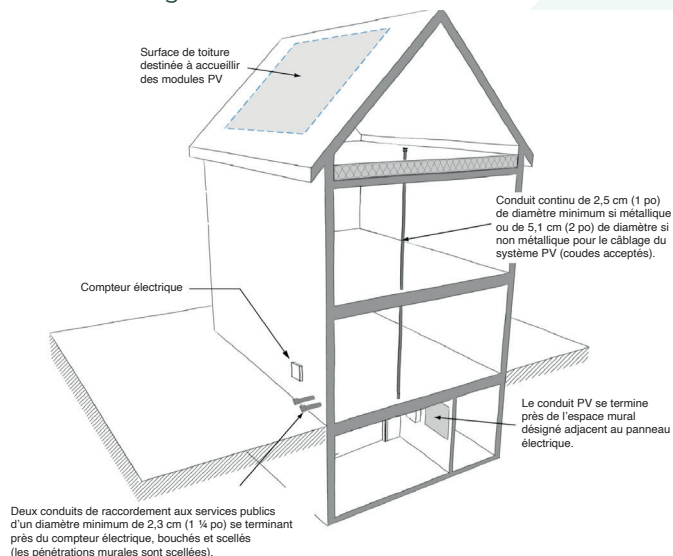 Surface de toiture
destinée à accueillir
des modules PV
Conduit continu de 2,5 cm (1 po)
de diamètre minimum si métallique
ou de 5,1 cm (2 po) de diamètre si
non métallique pour le câblage du
système PV (coudes acceptés).
Compteur électrique
Le conduit PV se termine
près de l'espace mural
désigné adjacent au panneau
électrique.
Deux conduits de raccordement aux services publics
d'un diamètre minimum de 2,3 cm (1 ¼ po) se terminant
près du compteur électrique, bouchés et scellés
(les pénétrations murales sont scellées).